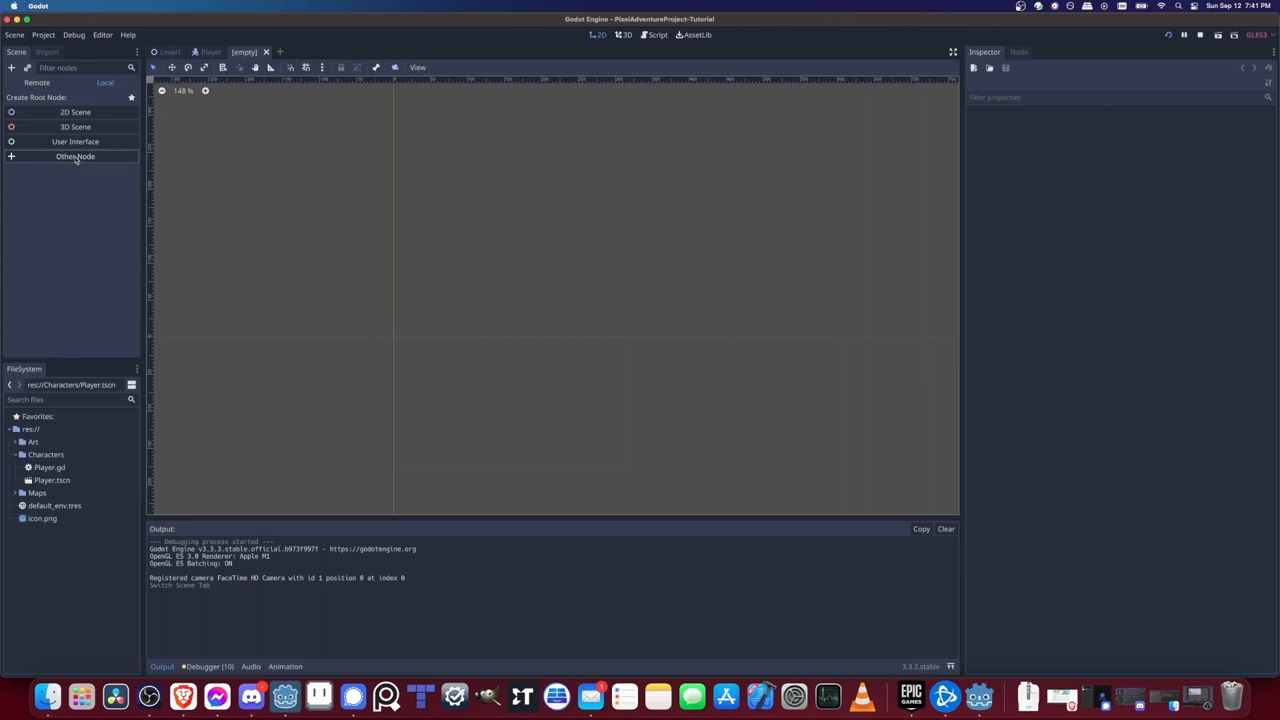 Godot
Sun Sep 12 7:41 PM
Godot Engine - PixelAdventureProject-Tutorial
Scene Project Debug Editor Help
2D 3D Script AssetLib
GLES3
Scene Import
Level1 Player [empty]
Inspector Node
Filter nodes
View
Remote Local
148 %
Filter properties
Create Root Node:
2D Scene
3D Scene
User Interface
Other Node
FileSystem
res://Characters/Player.tscn
Search files
Favorites:
res://
Art
Characters
Player.gd
Player.tscn
Maps
default_env.tres
icon.png
Output:
Copy Clear
--- Debugging process started ---
Godot Engine v3.3.3.stable.official.b973f997f - https://godotengine.org
OpenGL ES 3.0 Renderer: Apple M1
OpenGL ES Batching: ON
Registered camera FaceTime HD Camera with id 1 position 0 at index 0
Switch Scene Tab
Output Debugger (10) Audio Animation
3.3.3.stable
EPIC
GAMES